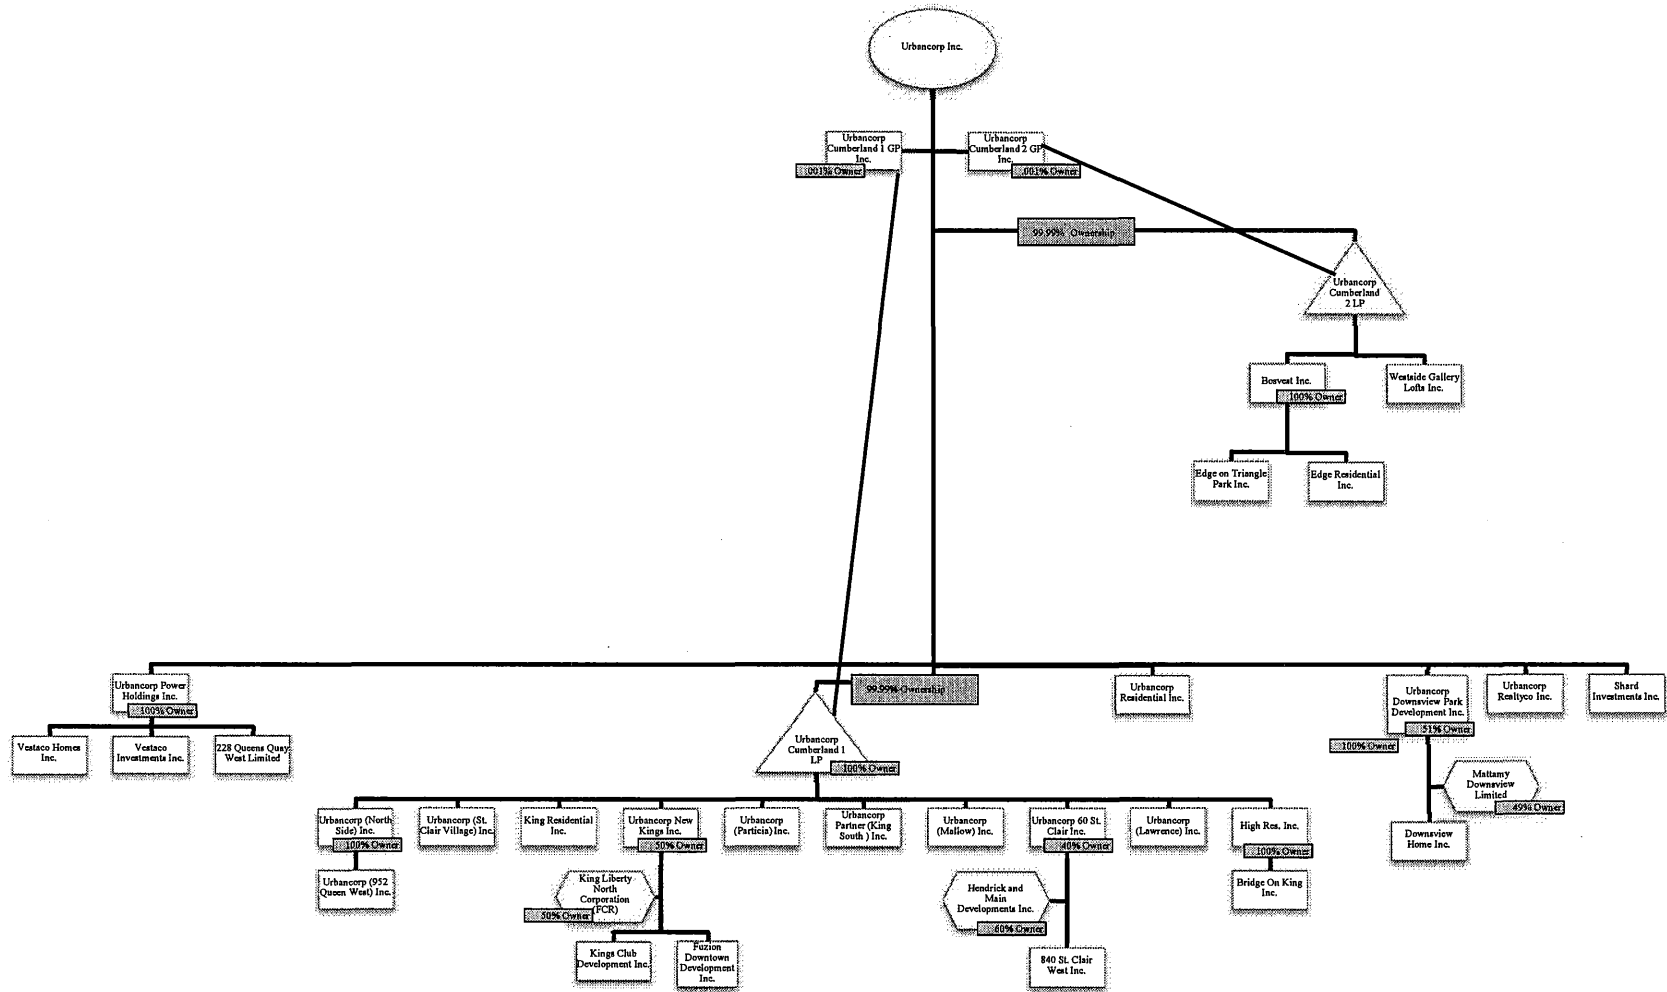 Urbancorp Inc.
Urbancorp
Cumberland 1 GP
Inc.
.001% Owner
Urbancorp
Cumberland 2 GP
Inc.
.001% Owner
99.99% Ownership
Urbancorp
Cumberland
2 LP
Bosvest Inc.
100% Owner
Westside Gallery
Lofts Inc.
Edge on Triangle
Park Inc.
Edge Residential
Inc.
Urbancorp Power
Holdings Inc.
100% Owner
Vestaco Homes
Inc.
Vestaco
Investments Inc.
228 Queens Quay
West Limited
99.99% Ownership
Urbancorp
Cumberland 1
LP
100% Owner
Urbancorp
Residential Inc.
Urbancorp
Downsview Park
Development Inc.
51% Owner
100% Owner
Urbancorp
Realtyco Inc.
Shard
Investments Inc.
Mattamy
Downsview
Limited
49% Owner
Downsview
Home Inc.
Urbancorp (North
Side) Inc.
100% Owner
Urbancorp (952
Queen West) Inc.
Urbancorp (St.
Clair Village) Inc.
King Residential
Inc.
Urbancorp New
Kings Inc.
50% Owner
King Liberty
North
Corporation
(FCR)
50% Owner
Kings Club
Development Inc.
Fuzion
Downtown
Development
Inc.
Urbancorp
(Particia) Inc.
Urbancorp
Partner (King
South ) Inc.
Urbancorp
(Mallow) Inc.
Urbancorp 60 St.
Clair Inc.
40% Owner
Hendrick and
Main
Developments Inc.
60% Owner
840 St. Clair
West Inc.
Urbancorp
(Lawrence) Inc.
High Res. Inc.
100% Owner
Bridge On King
Inc.